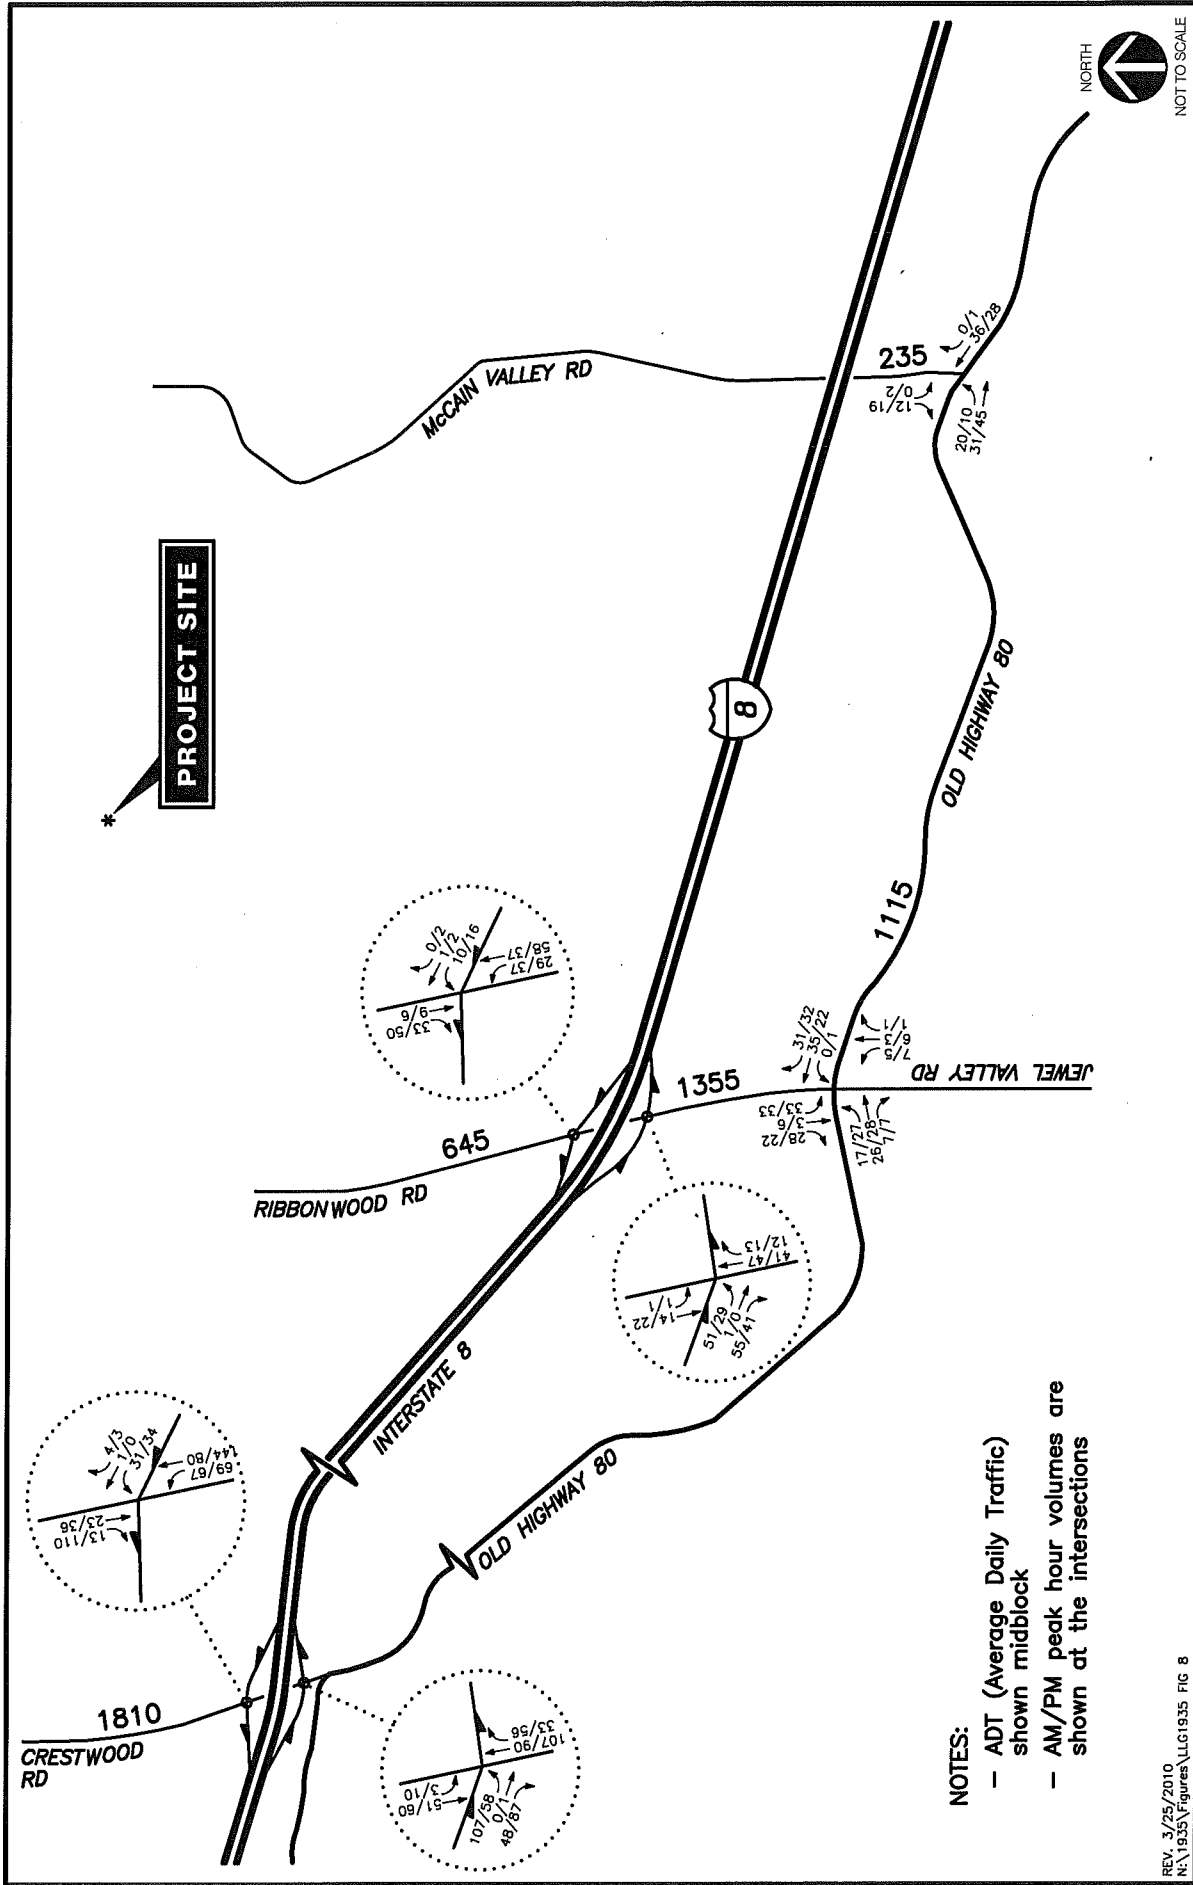 NORTH
NOT TO SCALE
PROJECT SITE
*
McCAIN VALLEY RD
235
12/19
0/2
0/1
36/28
20/10
31/45
8
OLD HIGHWAY 80
1115
33/50
9/6
0/2
1/2
10/16
29/37
58/37
645
RIBBONWOOD RD
1355
28/22
3/6
33/33
31/32
35/22
0/1
17/27
26/28
7/7
7/5
6/3
1/1
JEWEL VALLEY RD
14/22
1/1
51/29
1/0
55/41
41/47
12/13
INTERSTATE 8
OLD HIGHWAY 80
13/110
23/36
4/3
1/0
31/34
69/67
144/80
1810
CRESTWOOD
RD
51/60
3/10
107/58
0/1
48/87
107/90
33/56
NOTES:
– ADT (Average Daily Traffic)
shown midblock
– AM/PM peak hour volumes are
shown at the intersections
REV. 3/25/2010
N:\1935\Figures\LLG1935 FIG 8